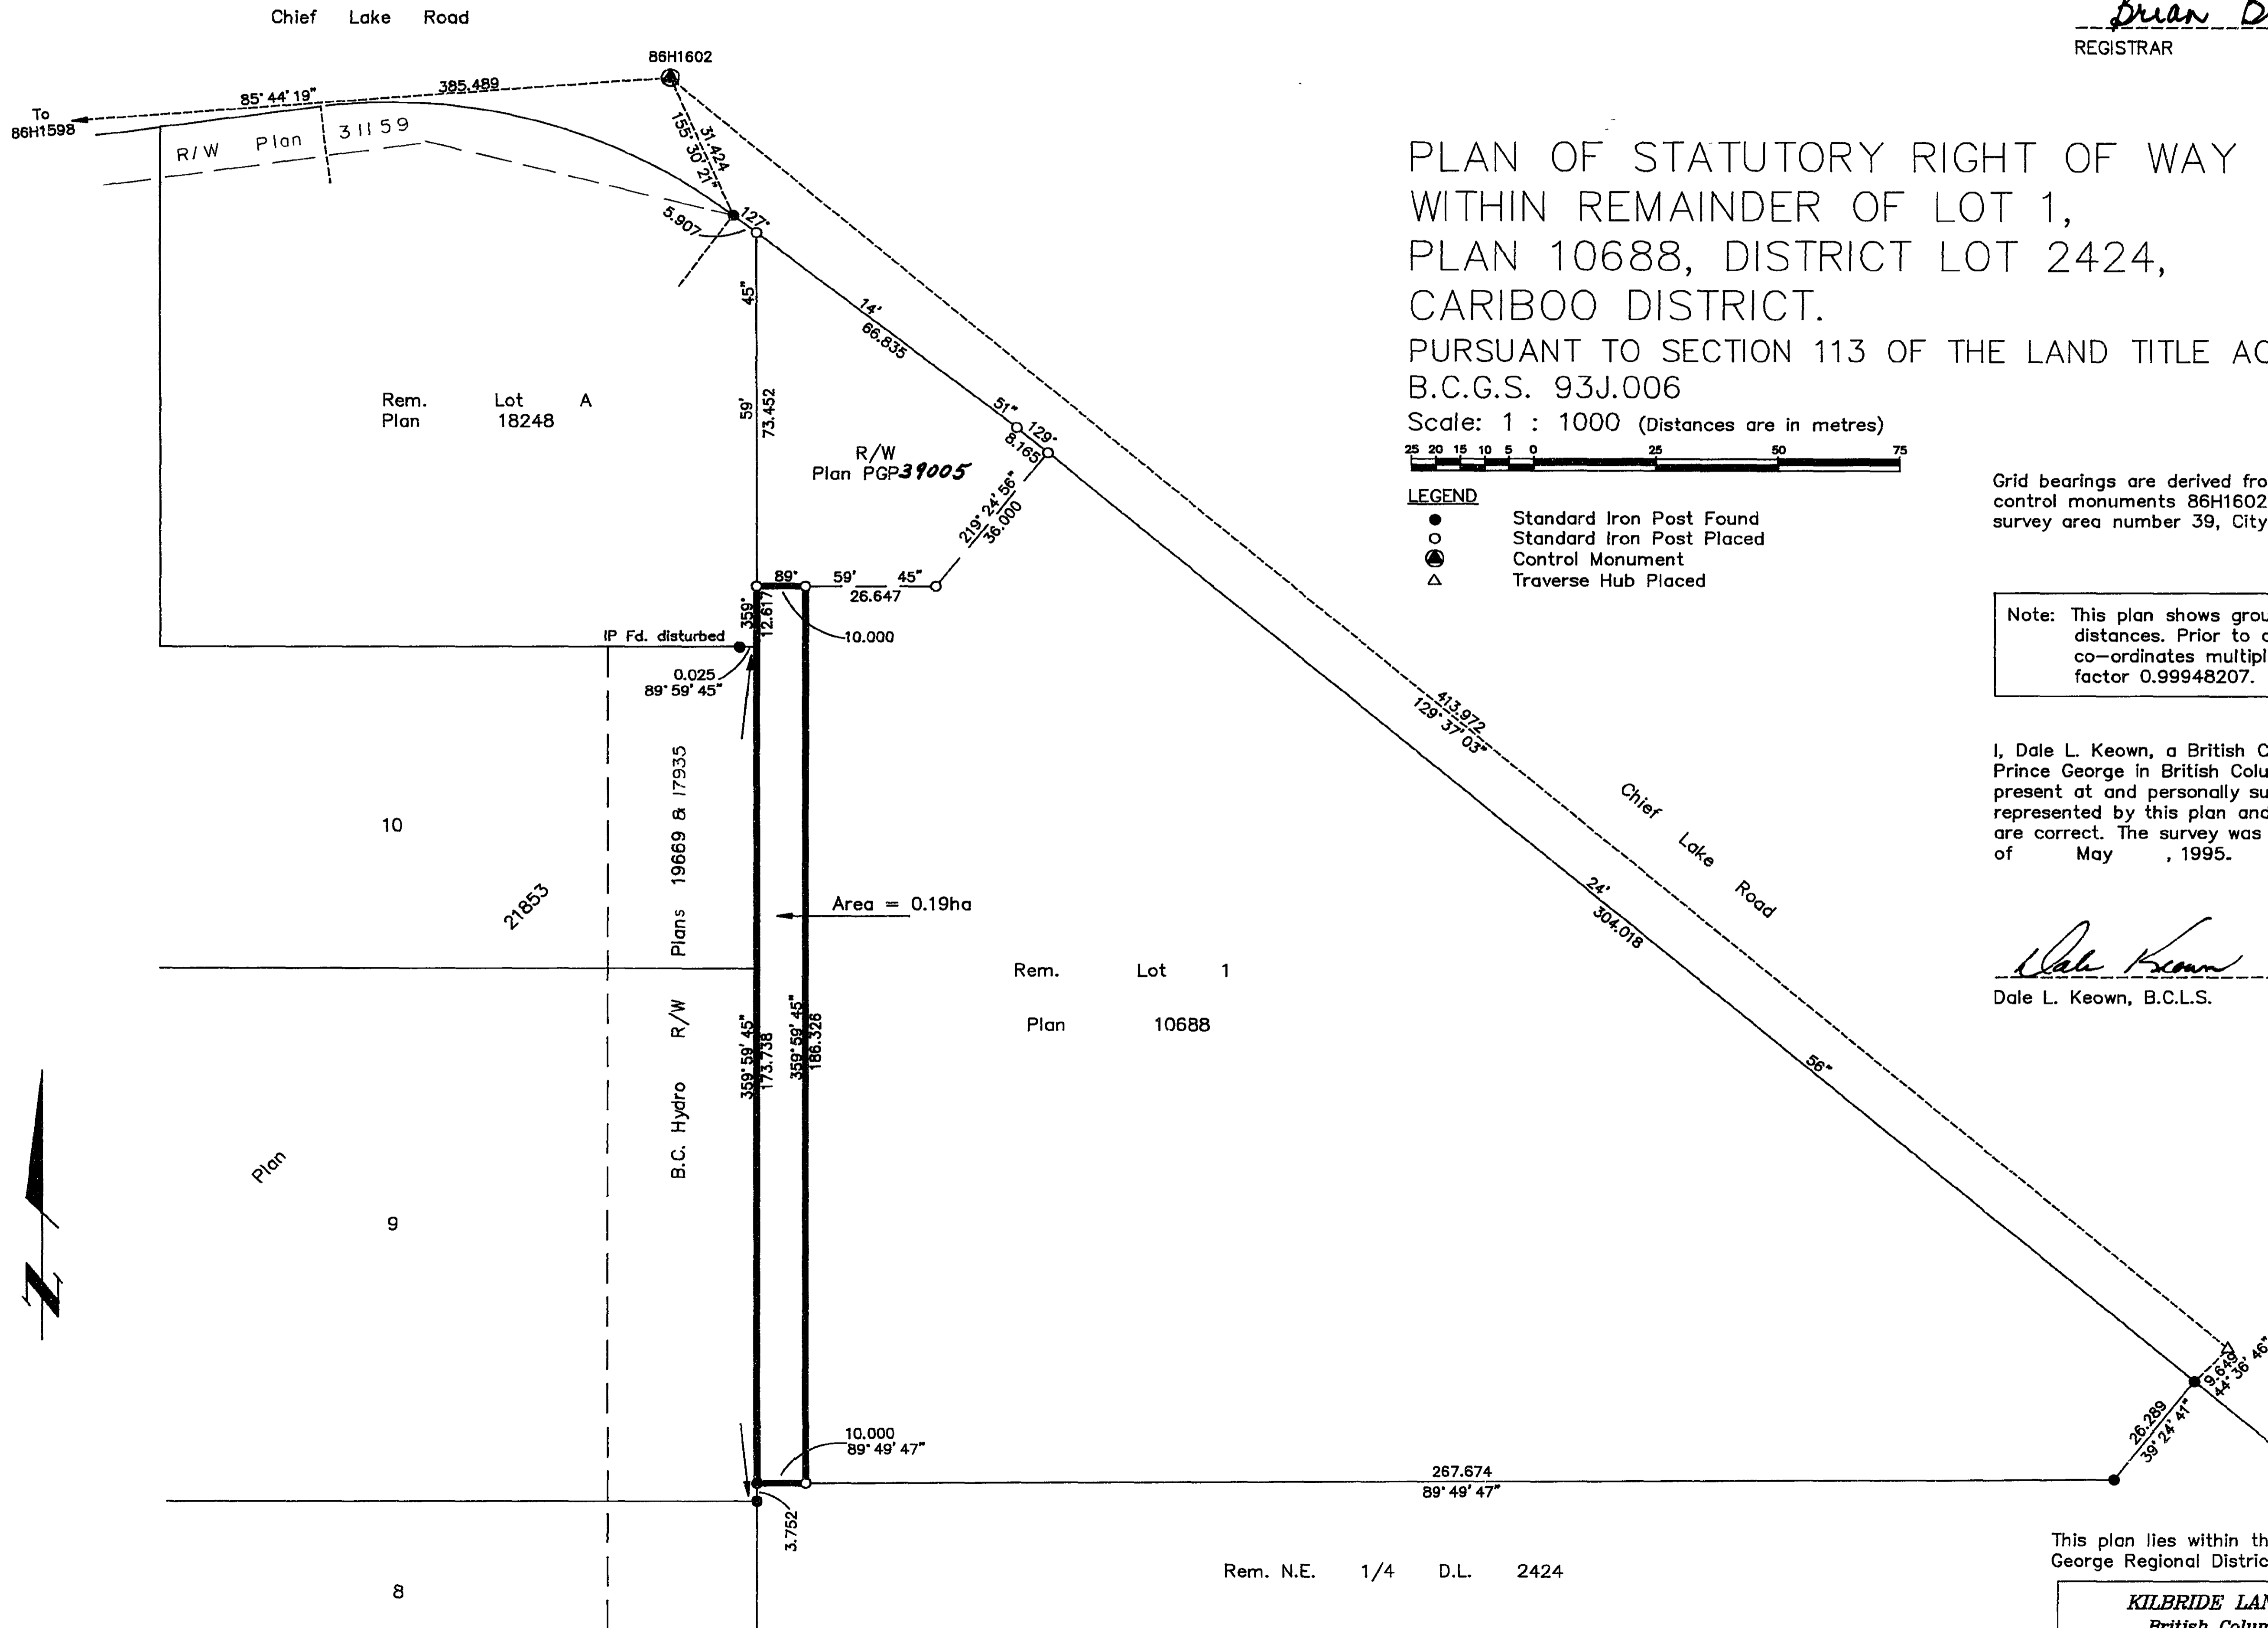 Chief Lake Road
REGISTRAR
86H1602
To
86H1598
85°44'19"
385.489
R/W Plan 31159
31.424
155°30'21"
5.907
127°
14'
66.835
51"
129°
8.165
45"
59'
73.452
Rem. Lot A
Plan 18248
R/W
Plan PGP39005
219°24'56"
36.000
89° 59' 45"
26.647
10.000
359°
12.617
IP Fd. disturbed
0.025
89°59'45"
PLAN OF STATUTORY RIGHT OF WAY
WITHIN REMAINDER OF LOT 1,
PLAN 10688, DISTRICT LOT 2424,
CARIBOO DISTRICT.
PURSUANT TO SECTION 113 OF THE LAND TITLE AC
B.C.G.S. 93J.006
Scale: 1 : 1000 (Distances are in metres)
25 20 15 10 5 0 25 50 75
LEGEND
Standard Iron Post Found
Standard Iron Post Placed
Control Monument
Traverse Hub Placed
Grid bearings are derived fro
control monuments 86H1602
survey area number 39, City
Note: This plan shows grou
distances. Prior to c
co-ordinates multipl
factor 0.99948207.
I, Dale L. Keown, a British C
Prince George in British Colu
present at and personally su
represented by this plan and
are correct. The survey was
of May , 1995.
Dale Keown
Dale L. Keown, B.C.L.S.
413.972
129°37'03"
Chief Lake Road
24'
304.018
56"
10
21853
Plan
9
8
B.C. Hydro R/W Plans 19669 & 17935
Area = 0.19ha
359°59'45"
173.738
359°59'45"
186.326
Rem. Lot 1
Plan 10688
10.000
89°49'47"
3.752
267.674
89°49'47"
26.289
39°24'41"
9.649
44°36'46"
N
Rem. N.E. 1/4 D.L. 2424
This plan lies within th
George Regional Distric
KILBRIDE LAN
British Colum